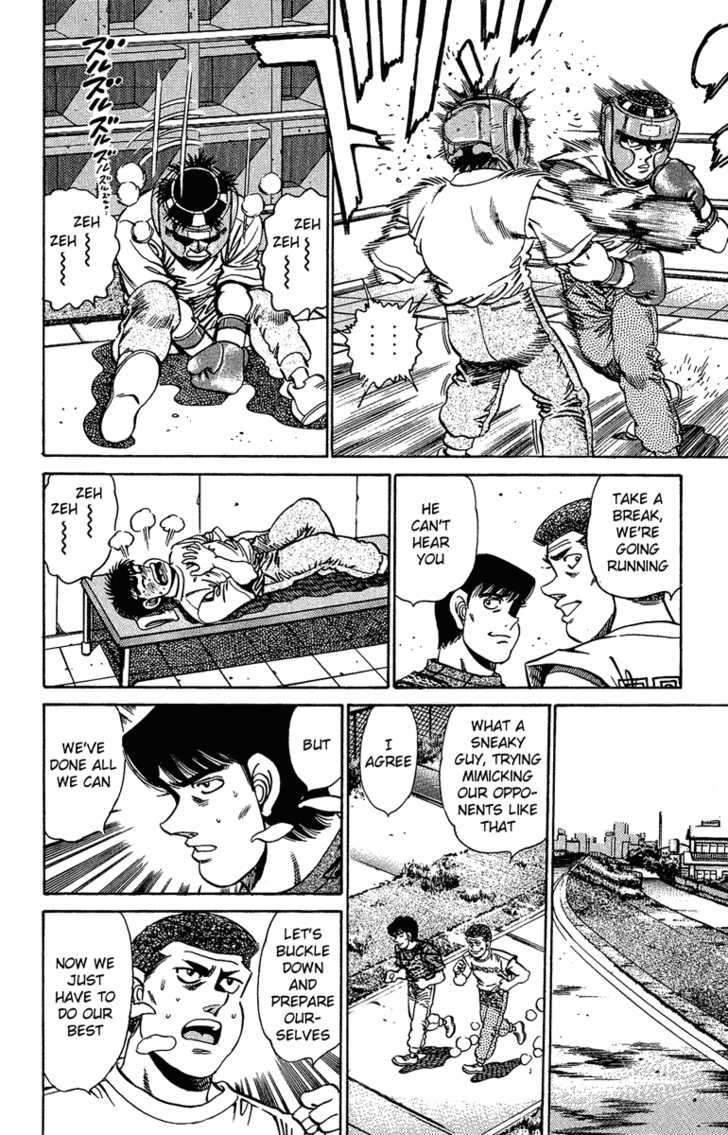 ...
ズルズルズルズル
ZEH
ZEH
ZEH
ZEH
TAKE A
BREAK,
WE'RE
GOING
RUNNING
HE
CAN'T
HEAR
YOU
ZEH
ZEH
WHAT A
SNEAKY
GUY, TRYING
MIMICKING
OUR OPPO-
NENTS LIKE
THAT
I
AGREE
BUT
WE'VE
DONE ALL
WE CAN
LET'S
BUCKLE
DOWN
AND
PREPARE
OUR-
SELVES
NOW WE
JUST
HAVE TO
DO OUR
BEST